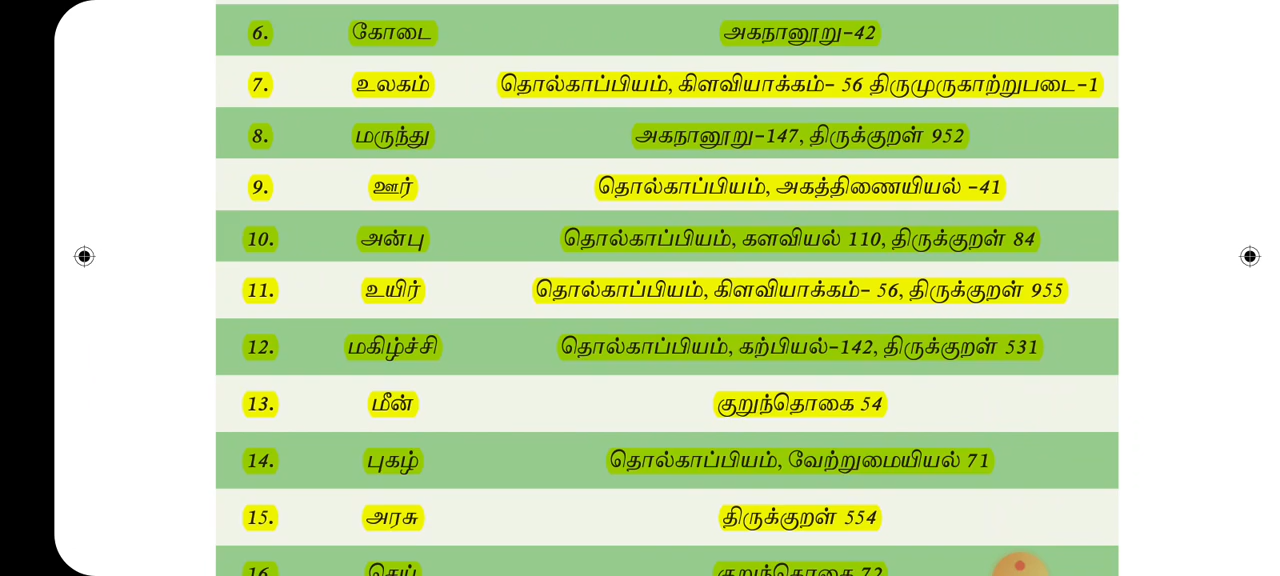 6. கோடை அகநானூறு-42
7. உலகம் தொல்காப்பியம், கிளவியாக்கம்- 56 திருமுருகாற்றுபடை-1
8. மருந்து அகநானூறு-147, திருக்குறள் 952
9. ஊர் தொல்காப்பியம், அகத்திணையியல் -41
10. அன்பு தொல்காப்பியம், களவியல் 110, திருக்குறள் 84
11. உயிர் தொல்காப்பியம், கிளவியாக்கம்- 56, திருக்குறள் 955
12. மகிழ்ச்சி தொல்காப்பியம், கற்பியல்-142, திருக்குறள் 531
13. மீன் குறுந்தொகை 54
14. புகழ் தொல்காப்பியம், வேற்றுமையியல் 71
15. அரசு திருக்குறள் 554
16. செய் குறுந்தொகை 72